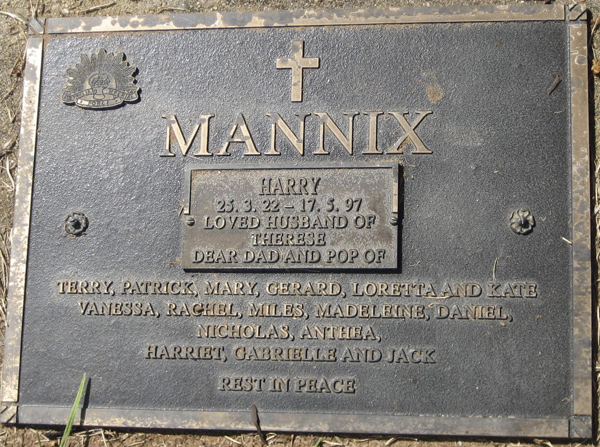 MANNIX
HARRY
25. 3. 22 – 17. 5. 97
LOVED HUSBAND OF
THERESE
DEAR DAD AND POP OF
TERRY, PATRICK, MARY, GERARD, LORETTA AND KATE
VANESSA, RACHEL, MILES, MADELEINE, DANIEL,
NICHOLAS, ANTHEA,
HARRIET, GABRIELLE AND JACK
REST IN PEACE